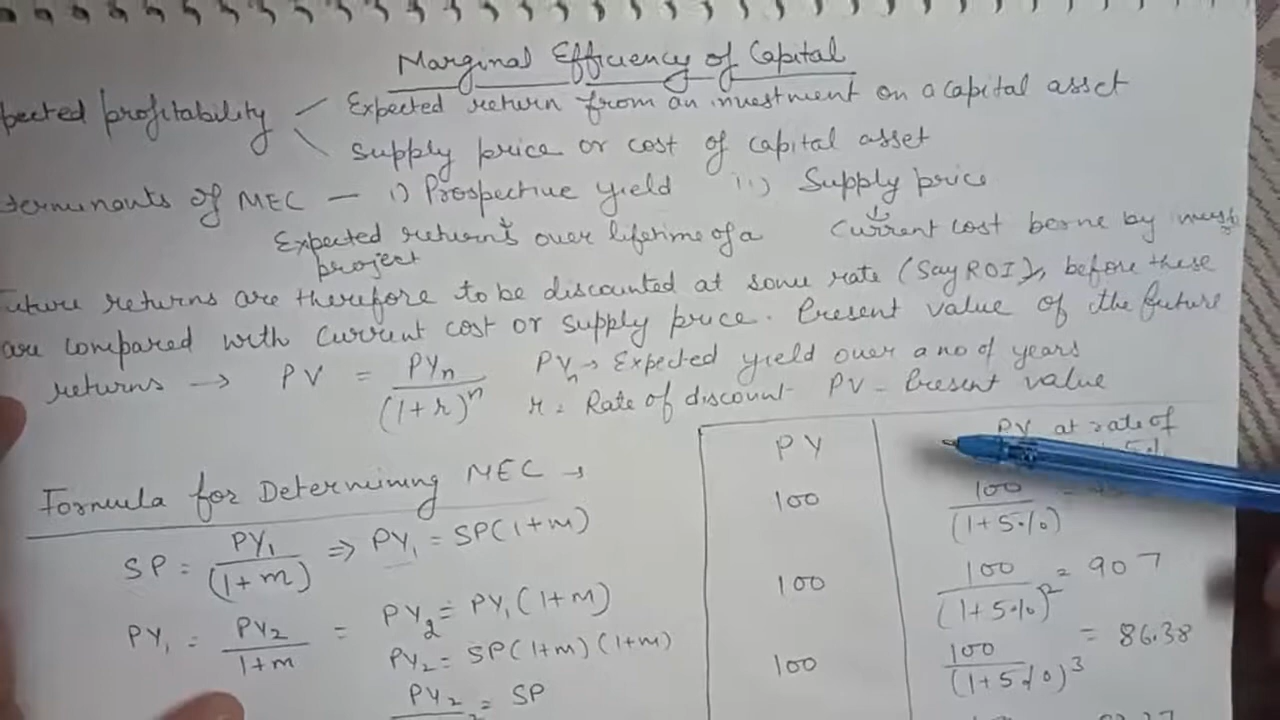 Marginal Efficiency of Capital
pected profitability Expected return from an investment on a capital asset
Supply price or cost of capital asset
terminants of MEC — i) Prospective yield ii) Supply price
Expected returns over lifetime of a project
Current cost borne by
uture returns are therefore to be discounted at some rate (Say ROI), before these
are compared with current cost or supply price. Present value of the future
returns → PV = PYn / (1+r)^n PYn → Expected yield over a no of years
r = Rate of discount PV - Present value
Formula for Determining MEC →
SP = PY1 / (1+m) ⇒ PY1 = SP(1+m)
PY1 = PY2 / 1+m = PY2 = PY1(1+m)
PY2 = SP(1+m)(1+m)
PY2 = SP
PY PV at rate of
100 100 / (1+5%) =
100 100 / (1+5%)^2 = 907
100 100 / (1+5%)^3 = 86.38